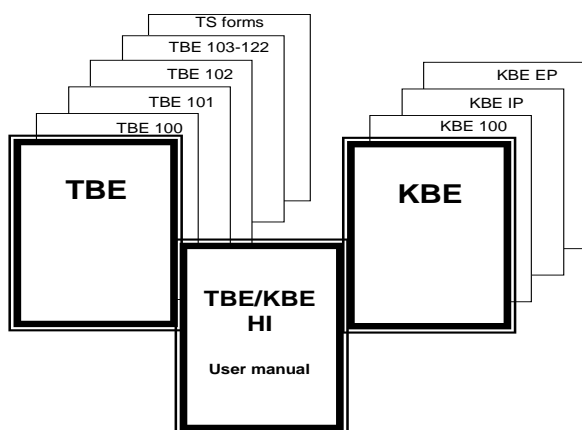 TS forms
TBE 103-122
TBE 102
TBE 101
TBE 100
TBE
KBE EP
KBE IP
KBE 100
KBE
TBE/KBE
HI
User manual